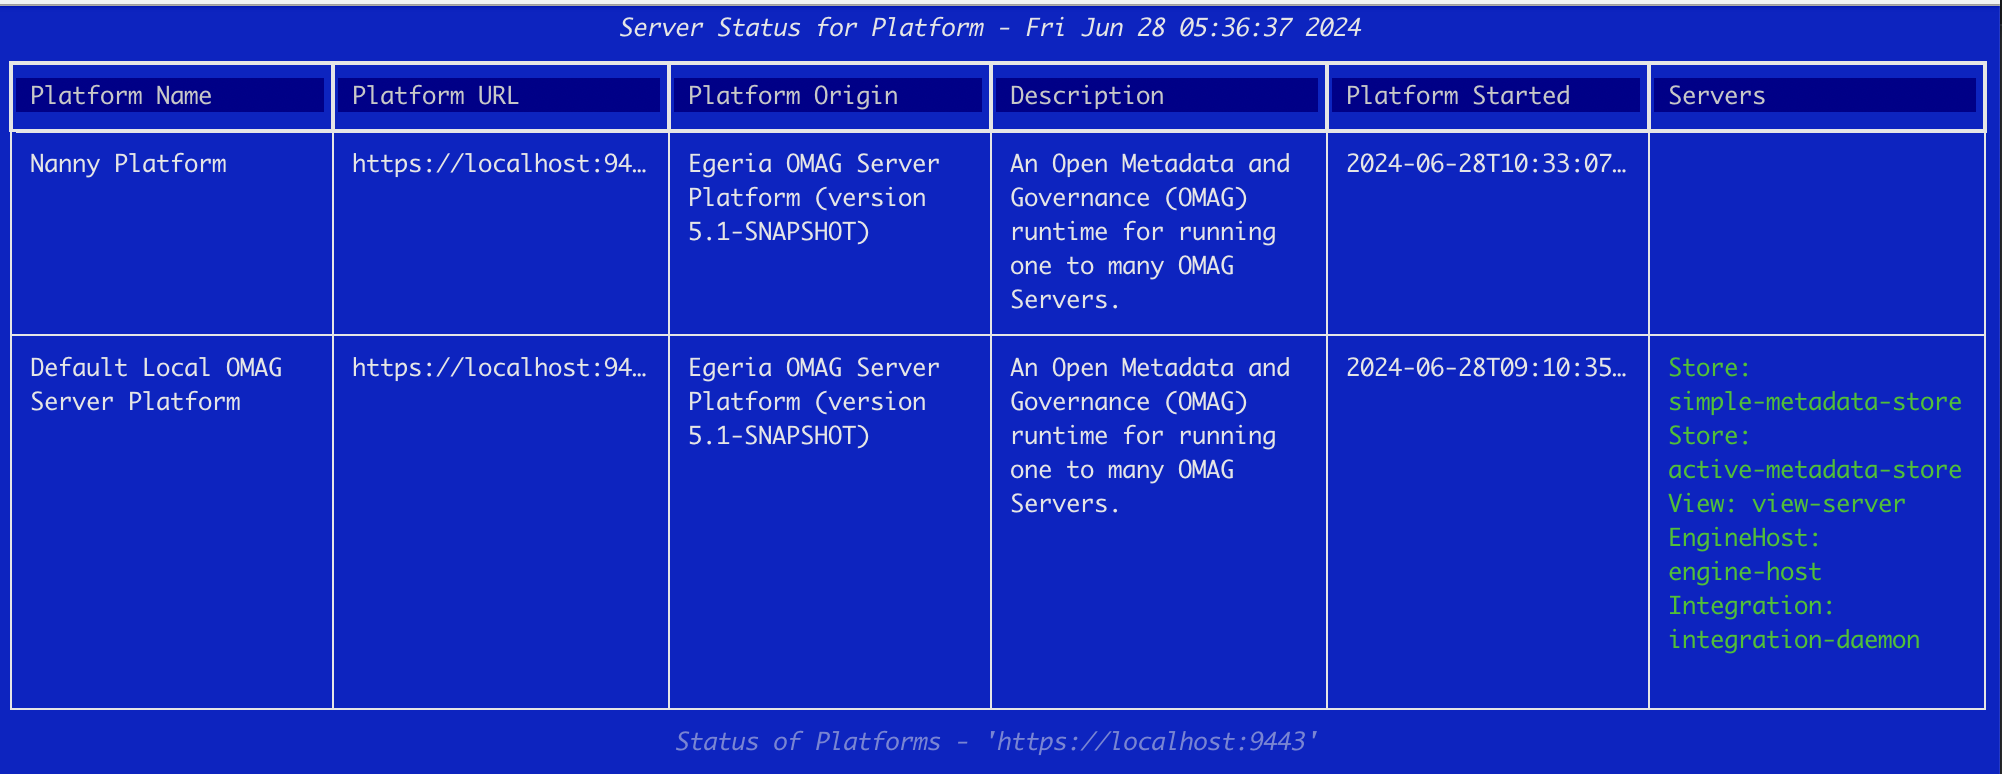 Server Status for Platform - Fri Jun 28 05:36:37 2024
Platform Name
Platform URL
Platform Origin
Description
Platform Started
Servers
Nanny Platform
https://localhost:94…
Egeria OMAG Server
Platform (version
5.1-SNAPSHOT)
An Open Metadata and
Governance (OMAG)
runtime for running
one to many OMAG
Servers.
2024-06-28T10:33:07…
Default Local OMAG
Server Platform
https://localhost:94…
Egeria OMAG Server
Platform (version
5.1-SNAPSHOT)
An Open Metadata and
Governance (OMAG)
runtime for running
one to many OMAG
Servers.
2024-06-28T09:10:35…
Store:
simple-metadata-store
Store:
active-metadata-store
View: view-server
EngineHost:
engine-host
Integration:
integration-daemon
Status of Platforms - 'https://localhost:9443'